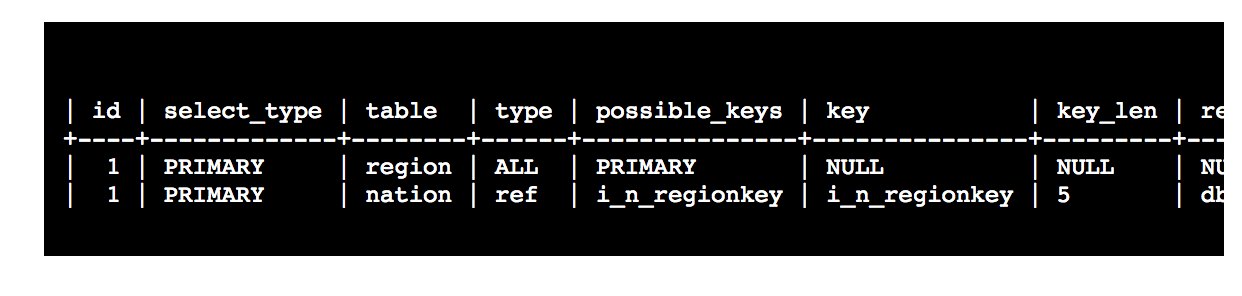 | id | select_type | table  | type | possible_keys | key           | key_len | re
+----+-------------+--------+------+---------------+---------------+---------+---
|  1 | PRIMARY     | region | ALL  | PRIMARY       | NULL          | NULL    | NU
|  1 | PRIMARY     | nation | ref  | i_n_regionkey | i_n_regionkey | 5       | db